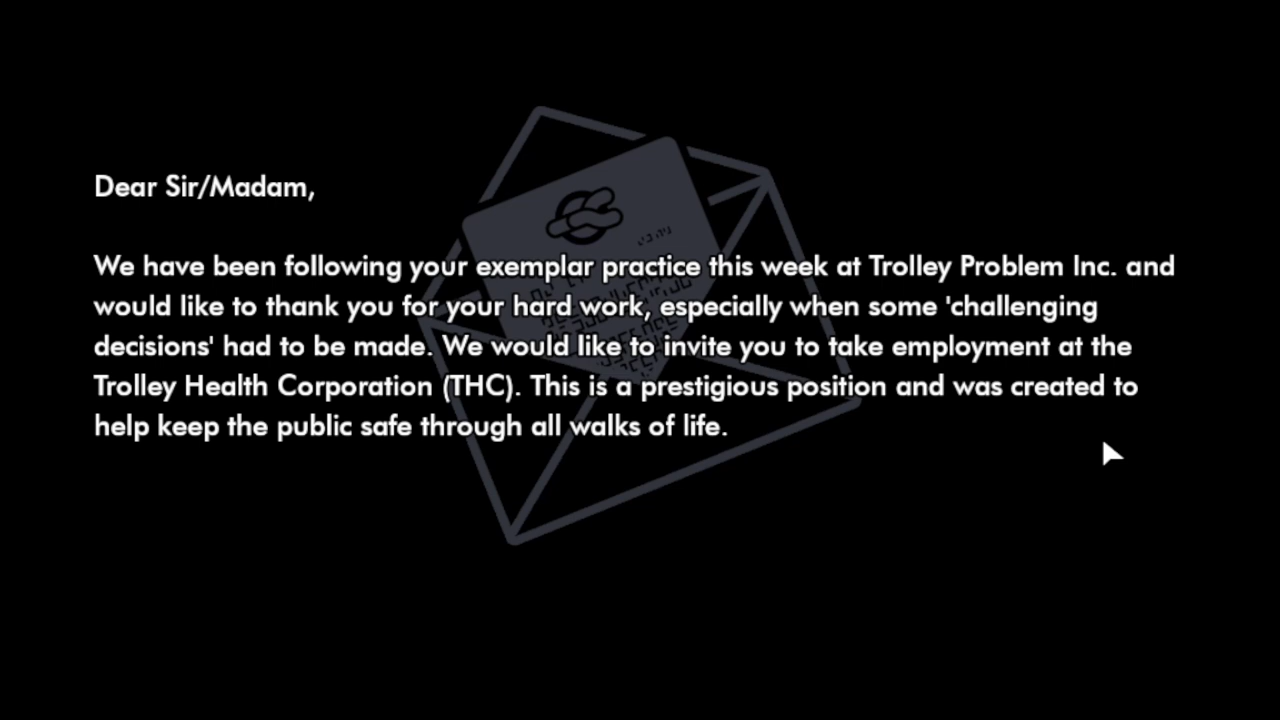 Dear Sir/Madam,
We have been following your exemplar practice this week at Trolley Problem Inc. and
would like to thank you for your hard work, especially when some 'challenging
decisions' had to be made. We would like to invite you to take employment at the
Trolley Health Corporation (THC). This is a prestigious position and was created to
help keep the public safe through all walks of life.